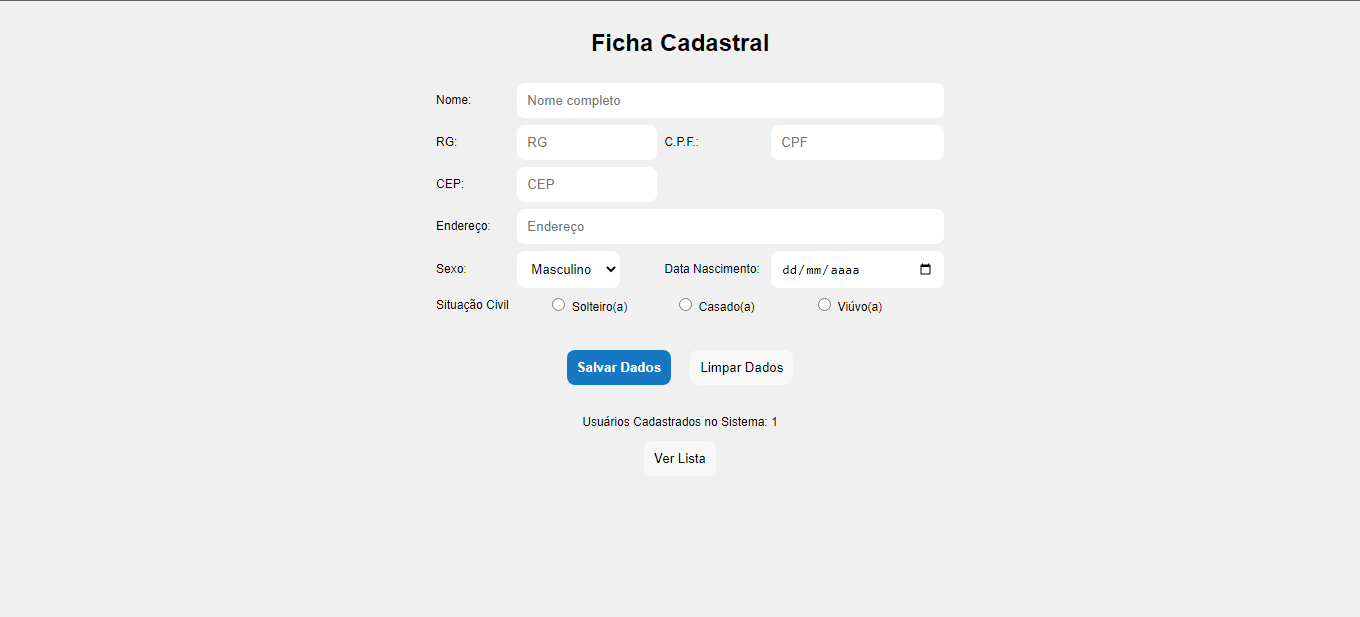 Ficha Cadastral
Nome: Nome completo
RG: RG C.P.F.: CPF
CEP: CEP
Endereço: Endereço
Sexo: Masculino Data Nascimento: dd/mm/aaaa
Situação Civil Solteiro(a) Casado(a) Viúvo(a)
Salvar Dados Limpar Dados
Usuários Cadastrados no Sistema: 1
Ver Lista